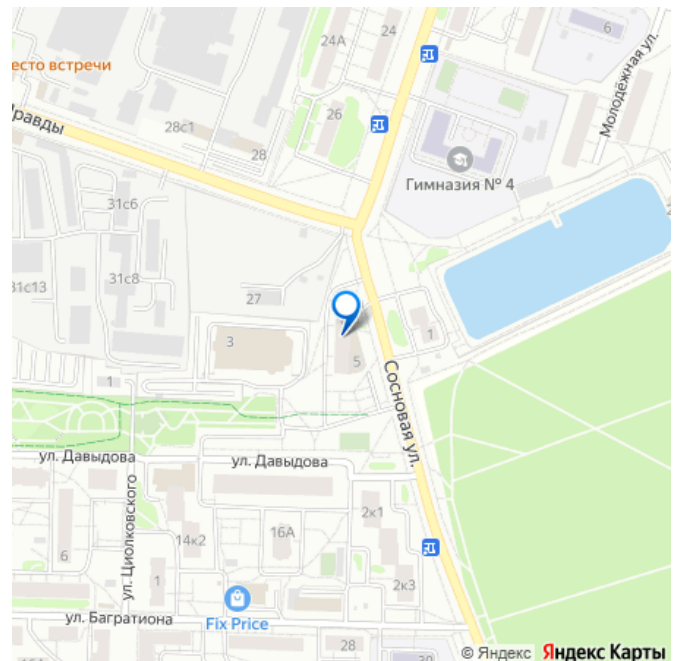 24А
24
6
Молодёжная ул.
есто встречи
равды
28с1
28
26
Гимназия № 4
31с6
31с8
31с13
27
3
1
5
1
Сосновая ул.
ул. Давыдова
ул. Давыдова
ул. Циолковского
2к1
16А
14к2
6
1
2к3
Fix Price
ул. Багратиона
28
30
© Яндекс Яндекс Карты